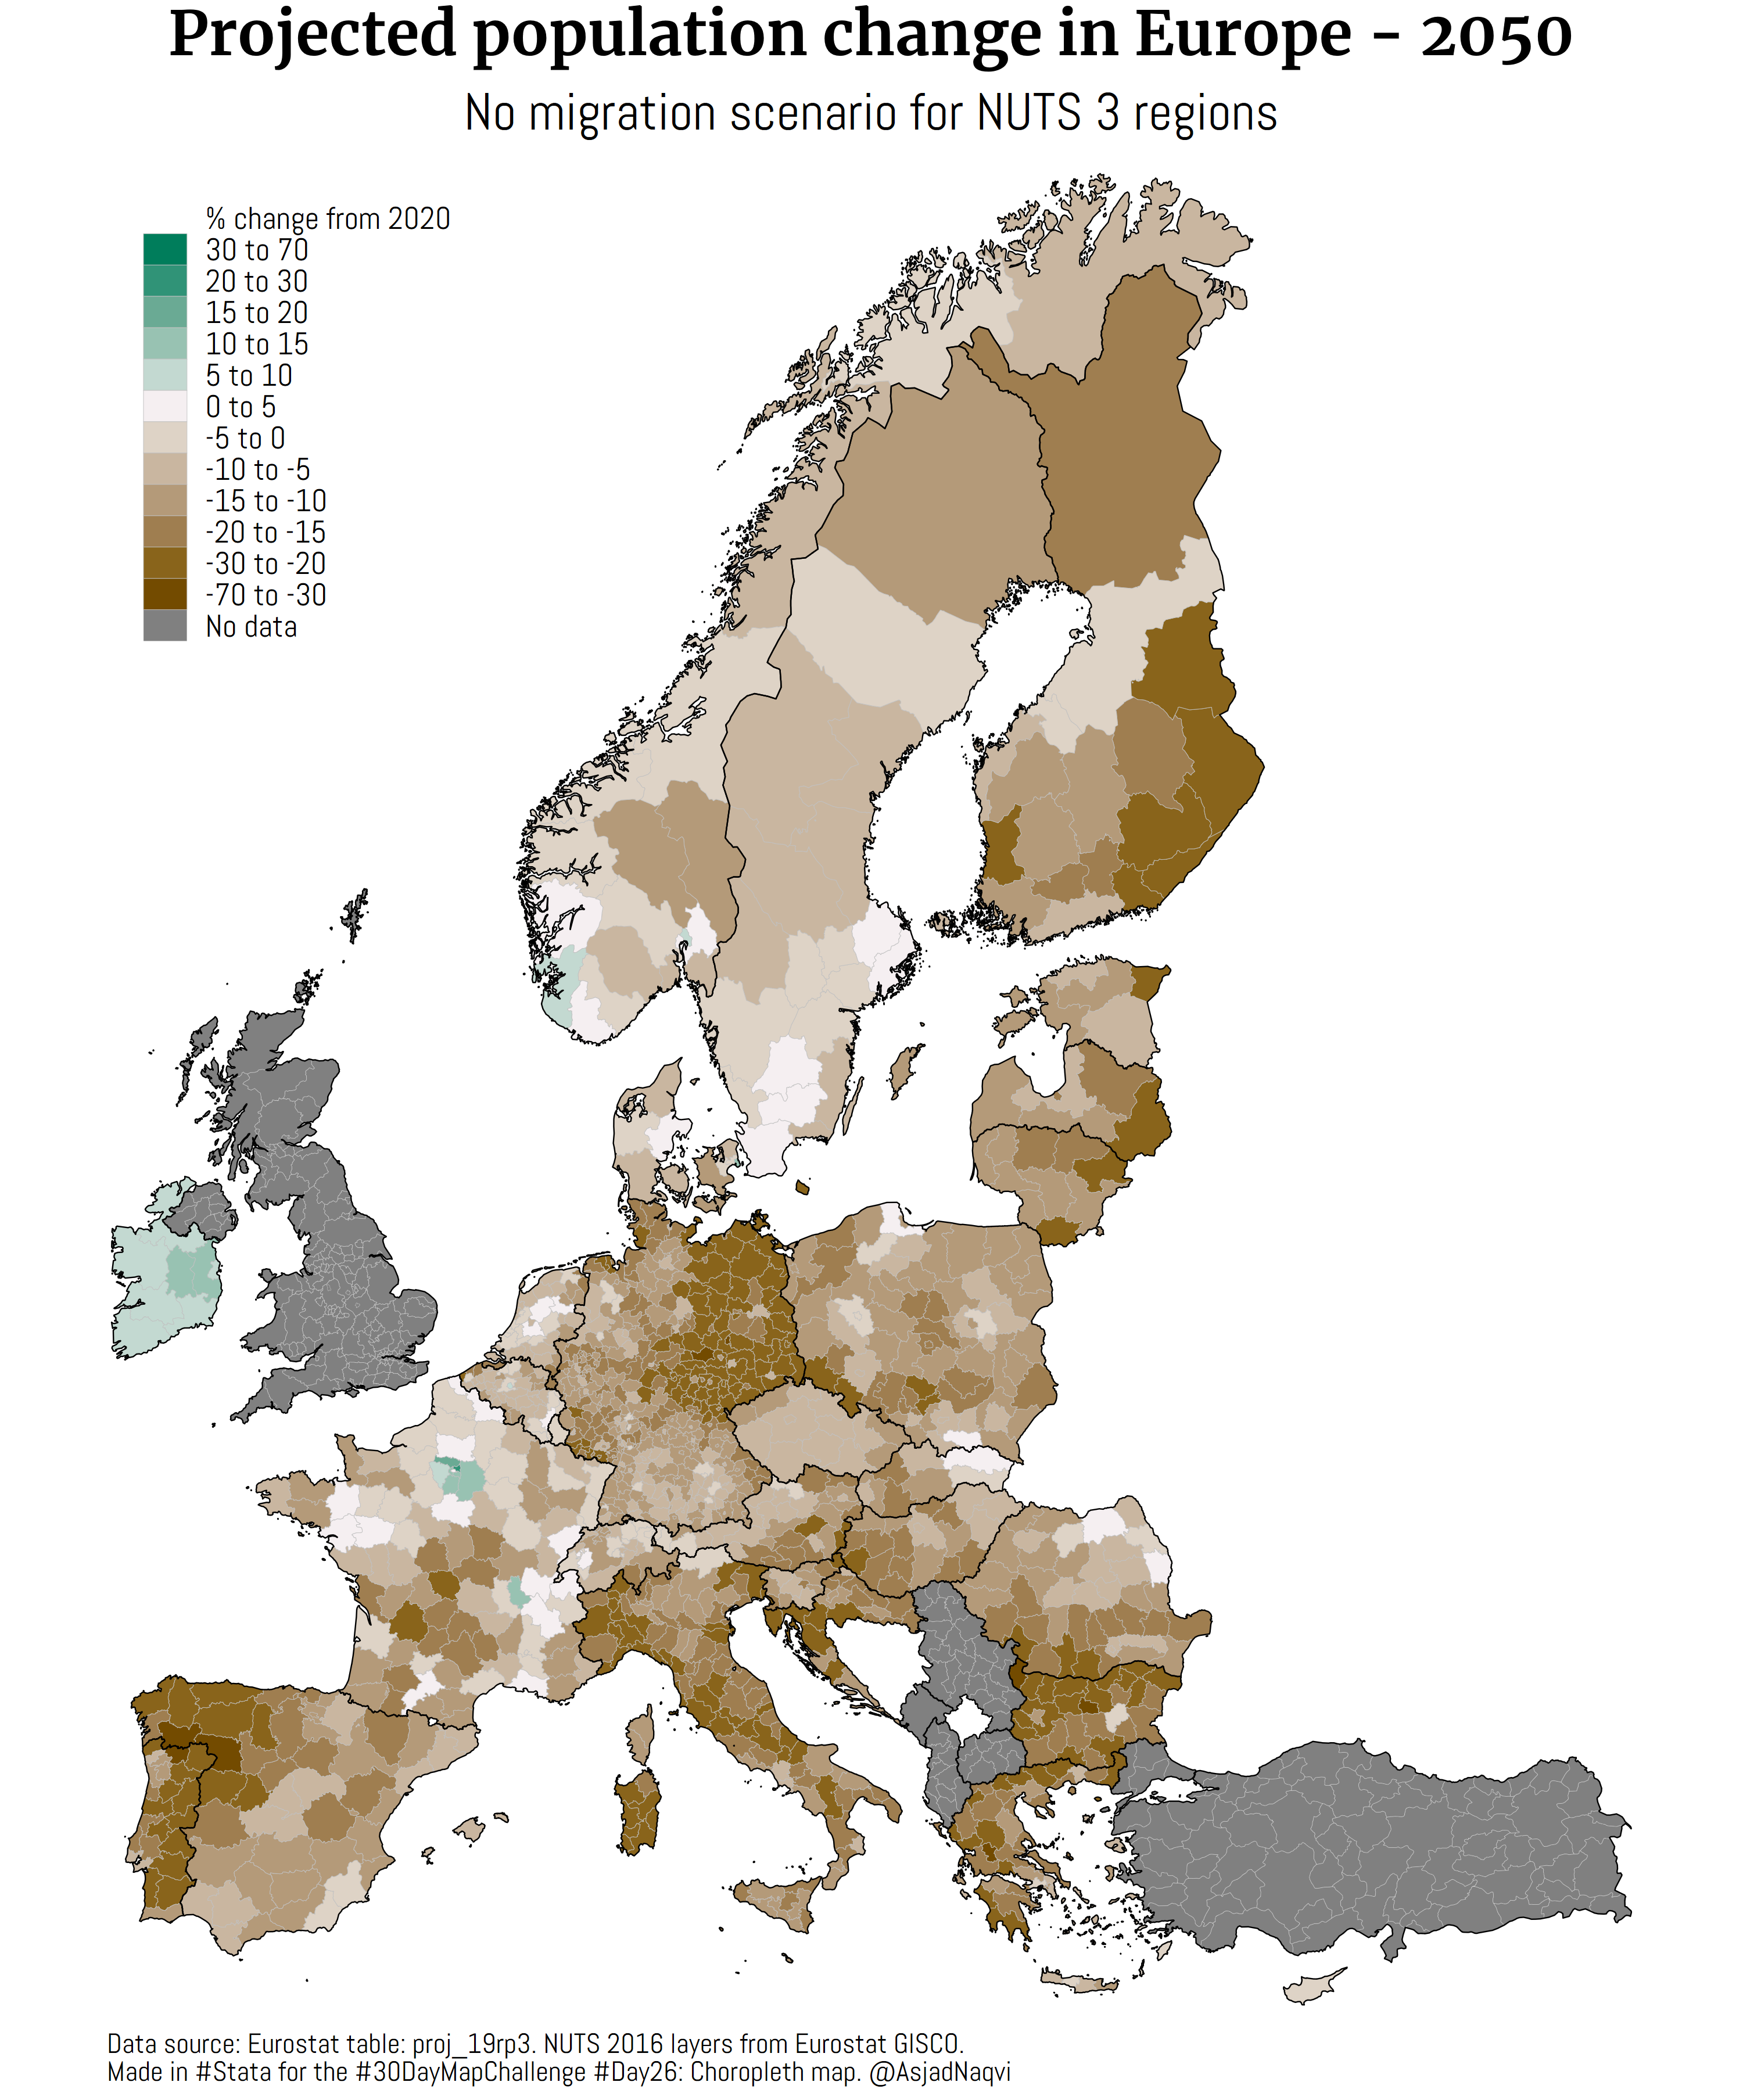 Projected population change in Europe - 2050
No migration scenario for NUTS 3 regions
% change from 2020
30 to 70
20 to 30
15 to 20
10 to 15
5 to 10
0 to 5
-5 to 0
-10 to -5
-15 to -10
-20 to -15
-30 to -20
-70 to -30
No data
Data source: Eurostat table: proj_19rp3. NUTS 2016 layers from Eurostat GISCO.
Made in #Stata for the #30DayMapChallenge #Day26: Choropleth map. @AsjadNaqvi